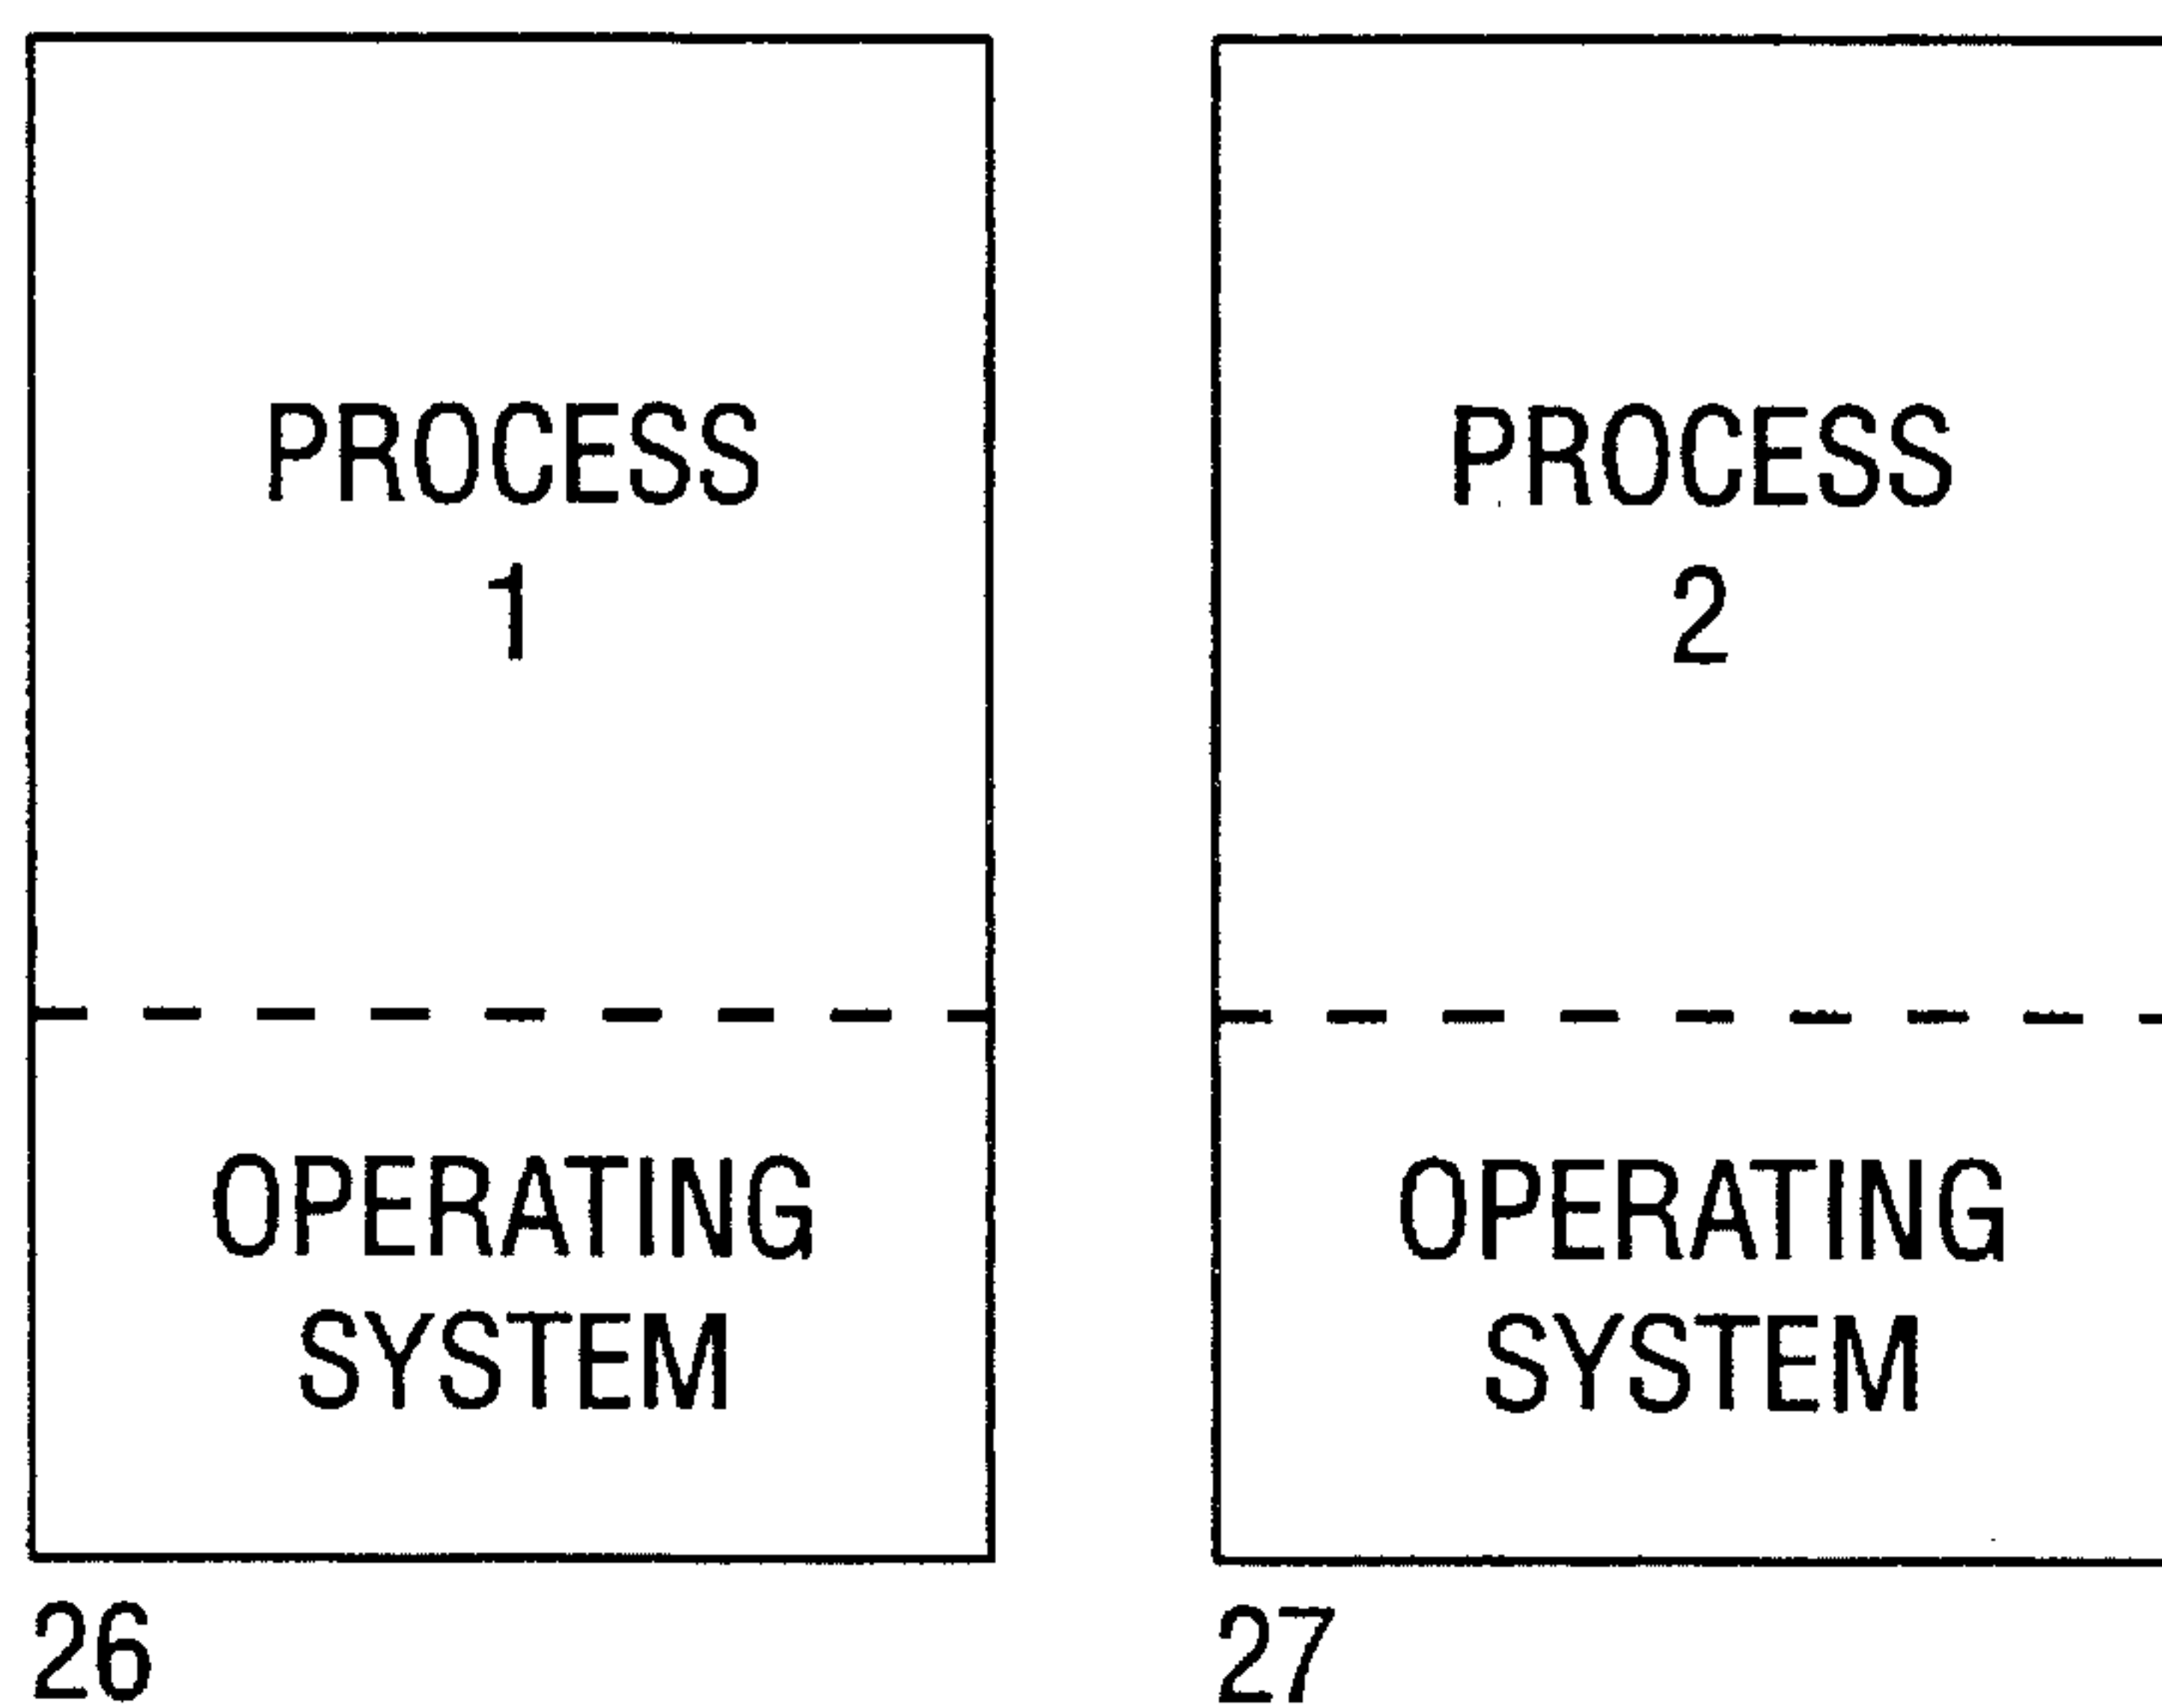 PROCESS
1
OPERATING
SYSTEM
26
PROCESS
2
OPERATING
SYSTEM
27